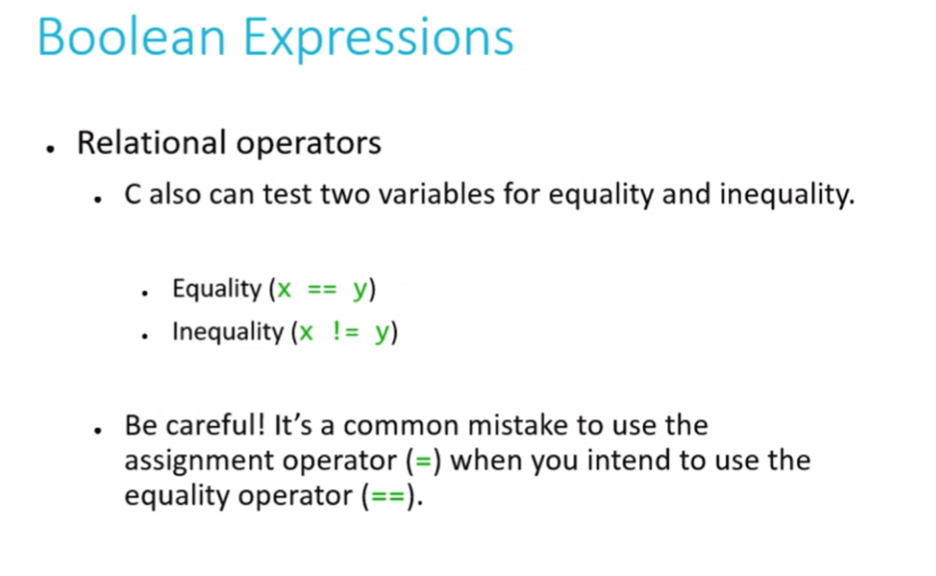 Boolean Expressions
• Relational operators
• C also can test two variables for equality and inequality.
• Equality (x == y)
• Inequality (x != y)
• Be careful! It’s a common mistake to use the
assignment operator (=) when you intend to use the
equality operator (==).